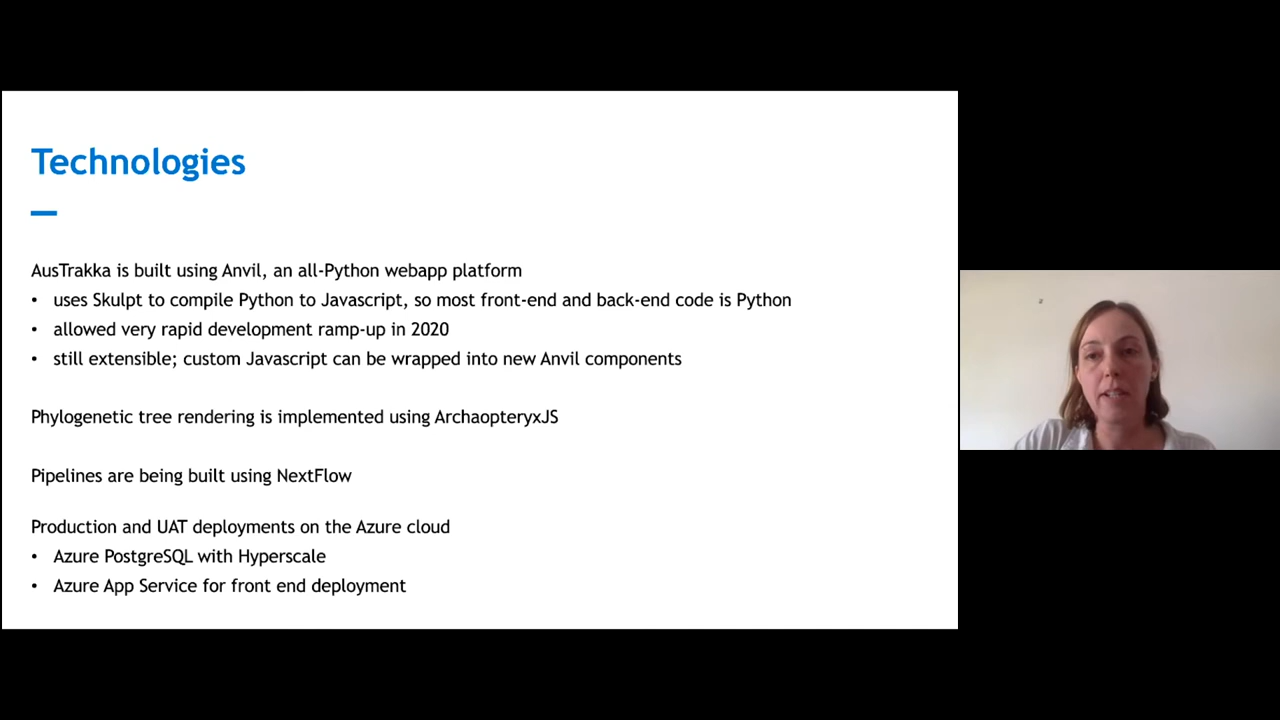 Technologies
AusTrakka is built using Anvil, an all-Python webapp platform
• uses Skulpt to compile Python to Javascript, so most front-end and back-end code is Python
• allowed very rapid development ramp-up in 2020
• still extensible; custom Javascript can be wrapped into new Anvil components
Phylogenetic tree rendering is implemented using ArchaopteryxJS
Pipelines are being built using NextFlow
Production and UAT deployments on the Azure cloud
• Azure PostgreSQL with Hyperscale
• Azure App Service for front end deployment